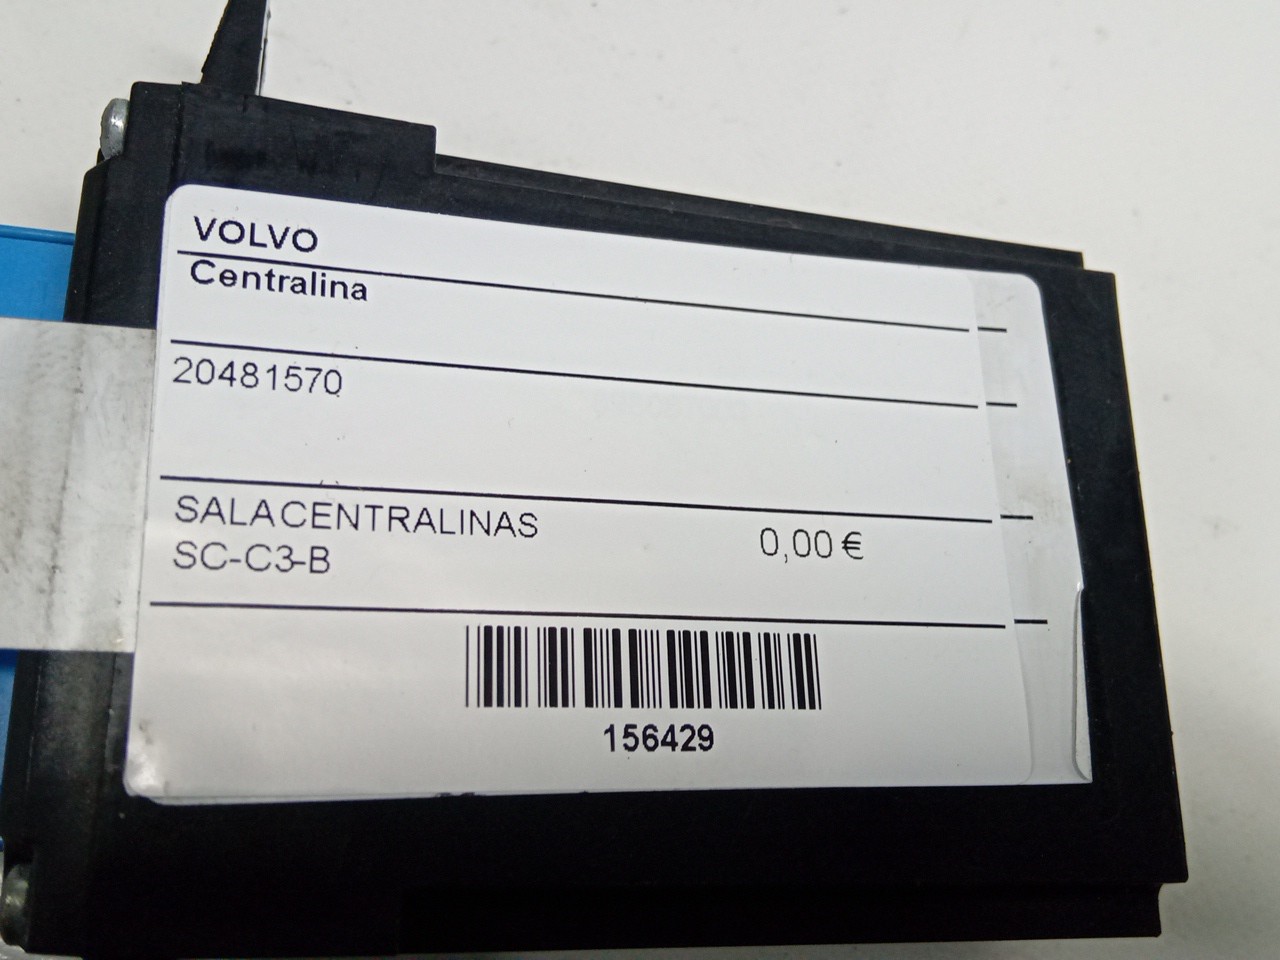 VOLVO
Centralina
20481570
SALACENTRALINAS
SC-C3-B
0,00 €
156429